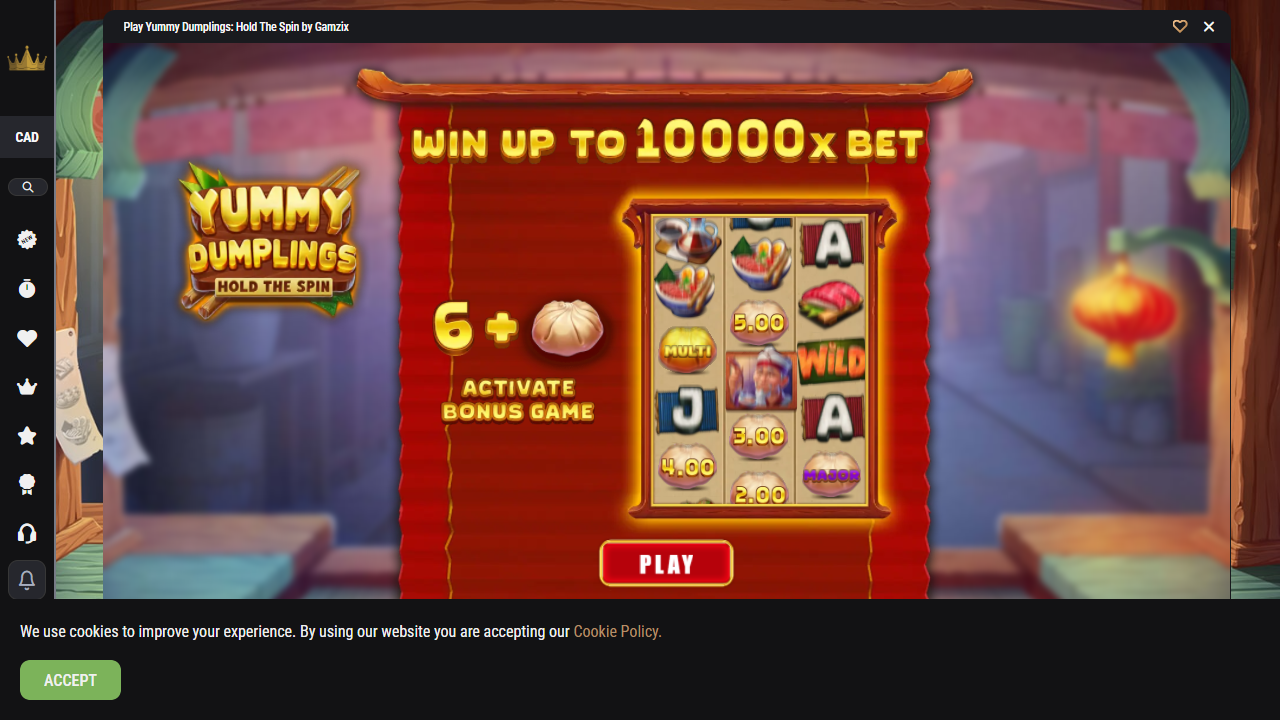 Play Yummy Dumplings: Hold The Spin by Gamzix
CAD
NEW
WIN UP TO 10000X BET
YUMMY
DUMPLINGS
HOLD THE SPIN
6 +
ACTIVATE
BONUS GAME
A
5.00
MULTI
WILD
J
A
3.00
4.00
MAJOR
2.00
PLAY
We use cookies to improve your experience. By using our website you are accepting our Cookie Policy.
ACCEPT